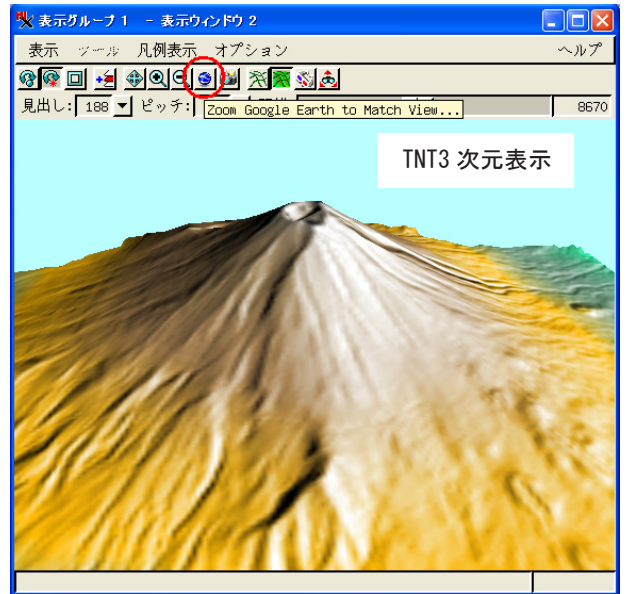 表示グループ 1 - 表示ウィンドウ 2
表示 ツール 凡例表示 オプション ヘルプ
見出し: 188 ピッチ: 8670
Zoom Google Earth to Match View...
TNT3 次元表示